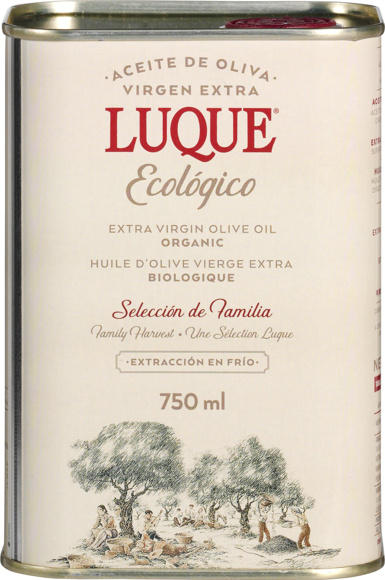 · ACEITE DE OLIVA ·
VIRGEN EXTRA
LUQUE®
Ecológico
EXTRA VIRGIN OLIVE OIL
ORGANIC
HUILE D'OLIVE VIERGE EXTRA
BIOLOGIQUE
Selección de Familia
Family Harvest • Une Sélection Luque
· EXTRACCIÓN EN FRÍO ·
750 ml